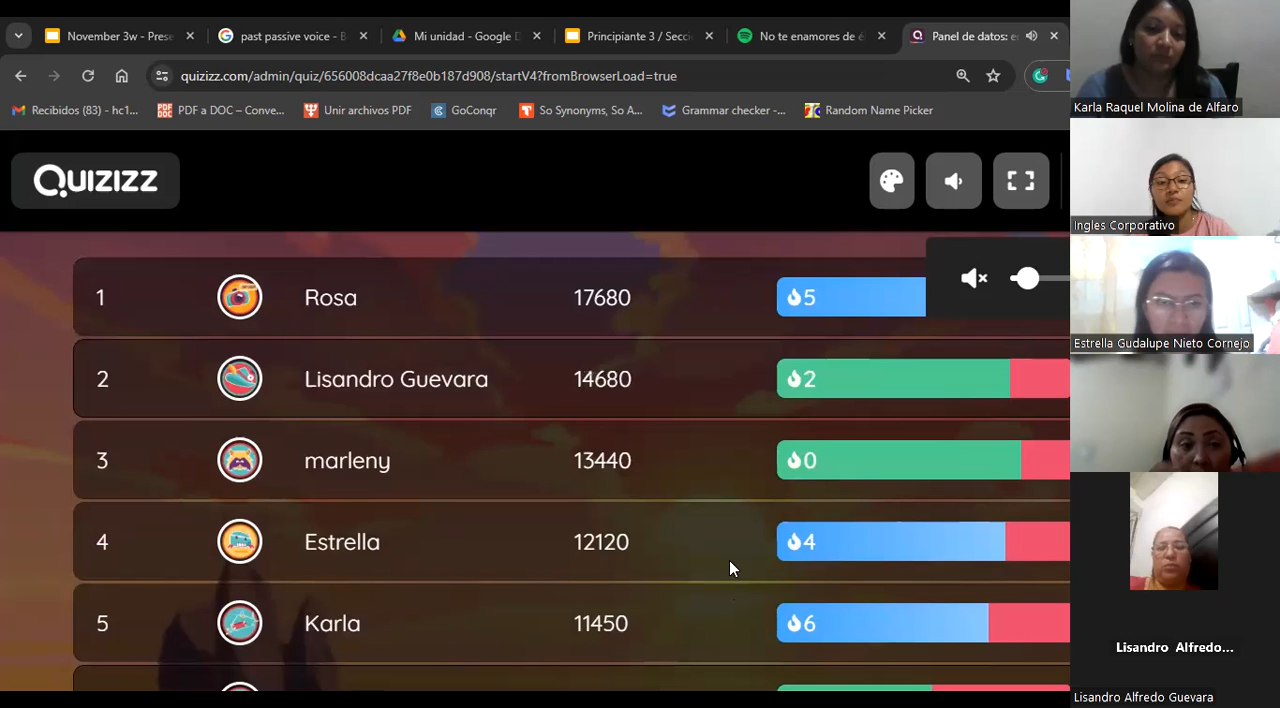 November 3w - Prese
past passive voice - B
Mi unidad - Google D
Principiante 3 / Secci
No te enamores de é
Panel de datos: e
quizizz.com/admin/quiz/656008dcaa27f8e0b187d908/startV4?fromBrowserLoad=true
Recibidos (83) - hc1...
PDF a DOC – Conve...
Unir archivos PDF
GoConqr
So Synonyms, So A...
Grammar checker -...
Random Name Picker
Quizizz
1 Rosa 17680 5
2 Lisandro Guevara 14680 2
3 marleny 13440 0
4 Estrella 12120 4
5 Karla 11450 6
Karla Raquel Molina de Alfaro
Ingles Corporativo
Estrella Gudalupe Nieto Cornejo
Lisandro Alfredo...
Lisandro Alfredo Guevara